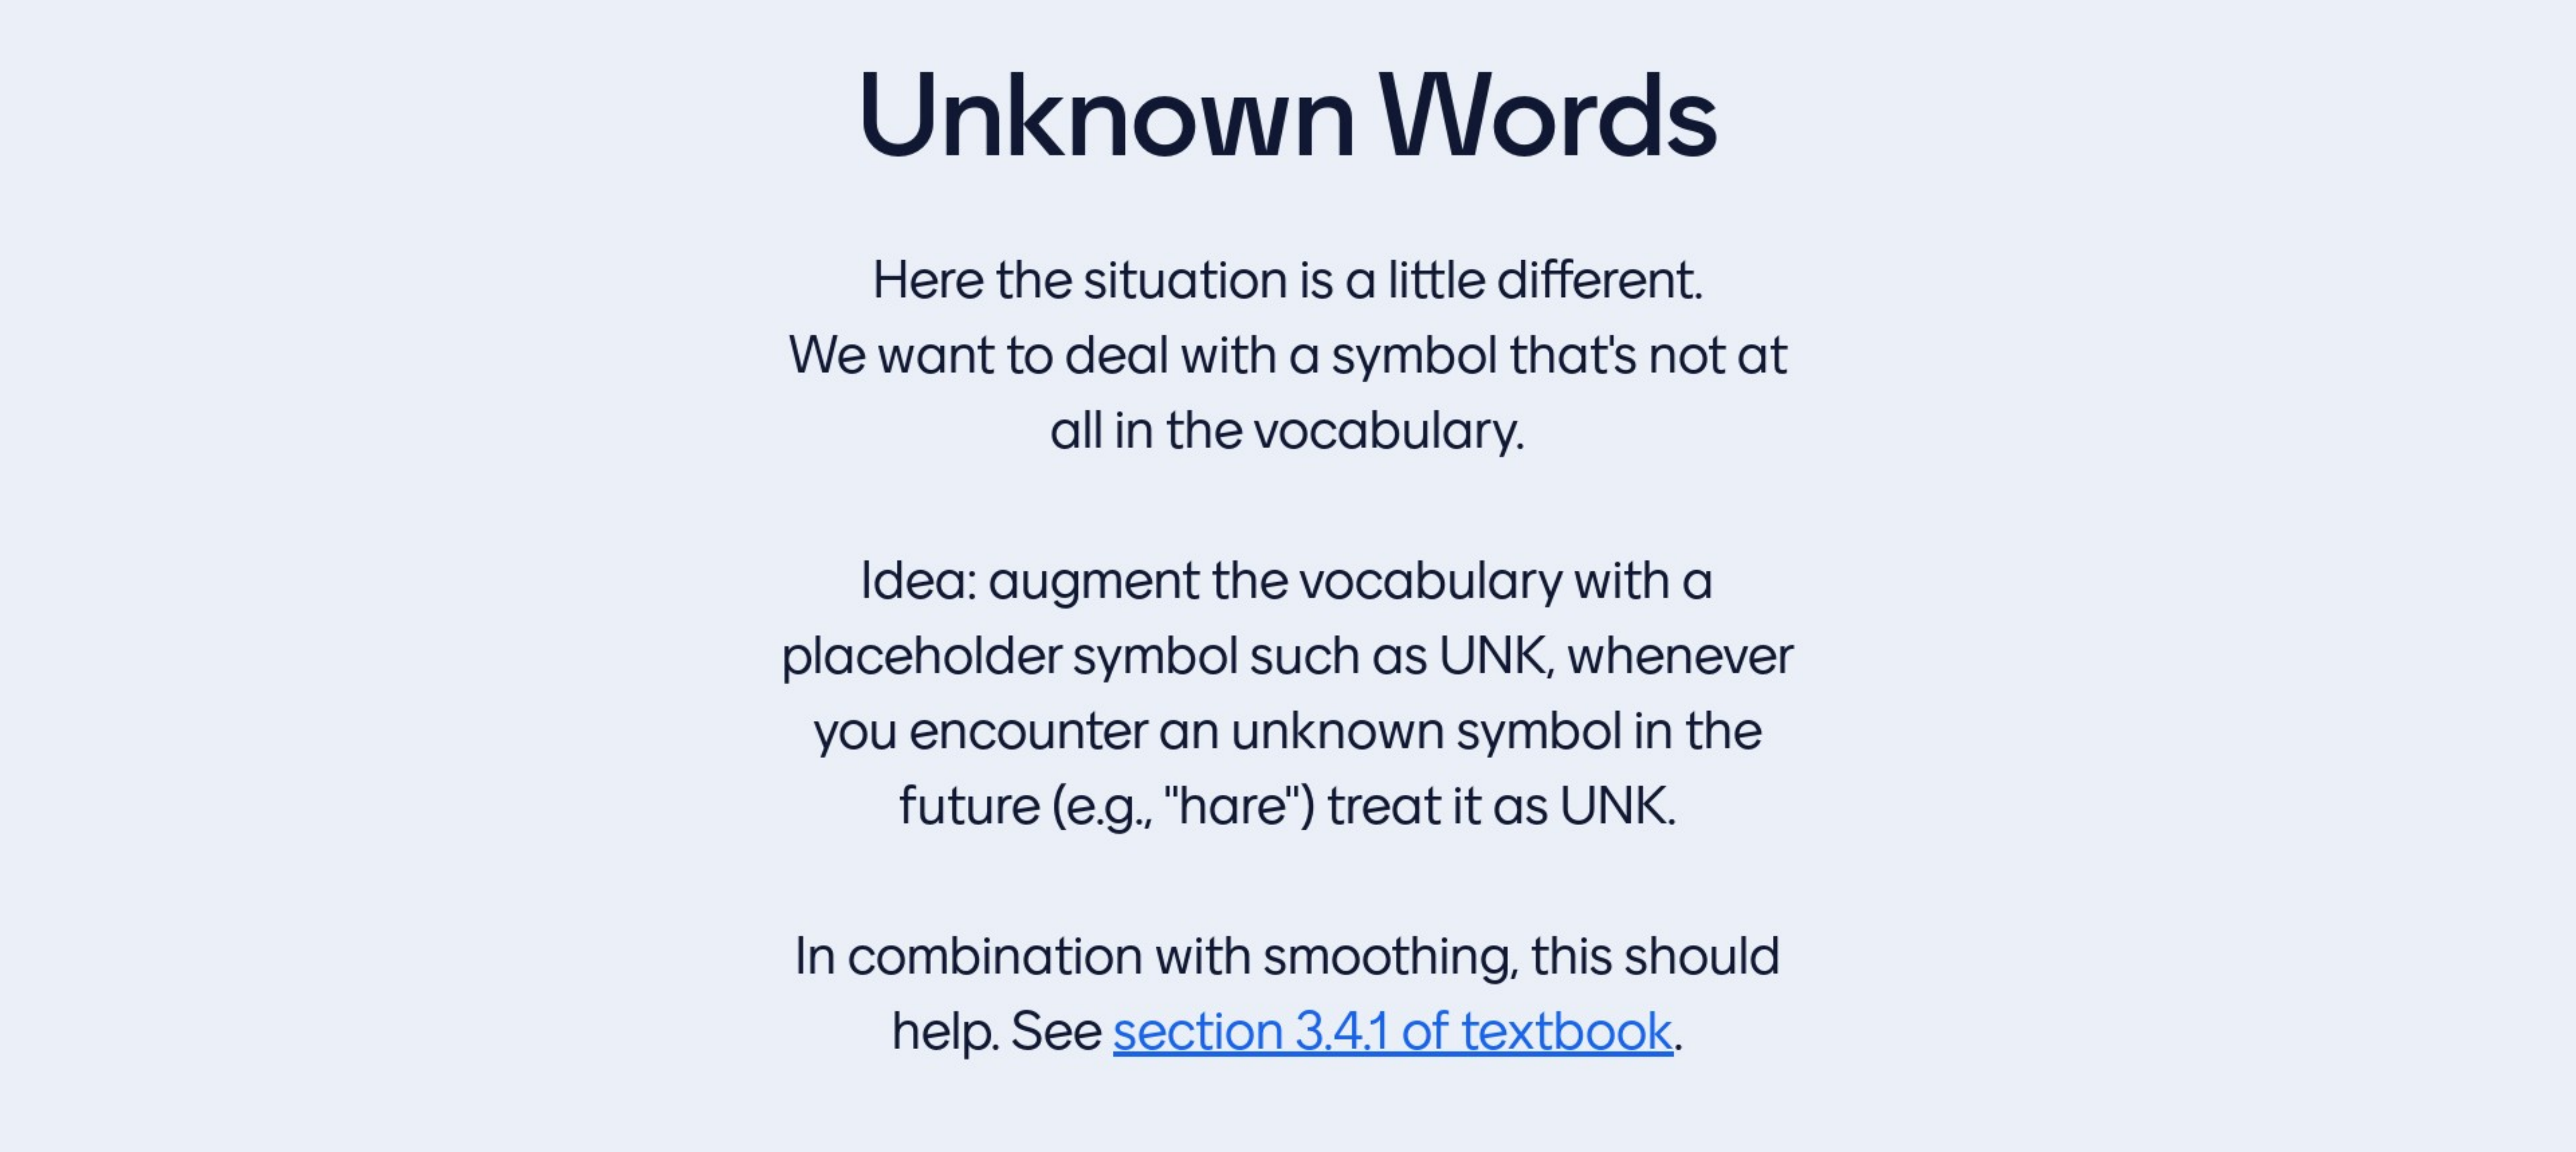 Unknown Words
Here the situation is a little different.
We want to deal with a symbol that's not at
all in the vocabulary.
Idea: augment the vocabulary with a
placeholder symbol such as UNK, whenever
you encounter an unknown symbol in the
future (e.g., "hare") treat it as UNK.
In combination with smoothing, this should
help. See section 3.4.1 of textbook.